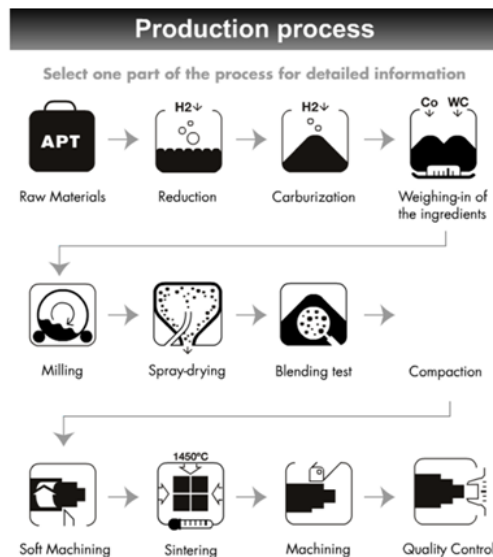 Production process
Select one part of the process for detailed information
H2
H2
Co WC
APT
Raw Materials
Reduction
Carburization
Weighing-in of
the ingredients
Milling
Spray-drying
Blending test
Compaction
1450°C
Soft Machining
Sintering
Machining
Quality Control